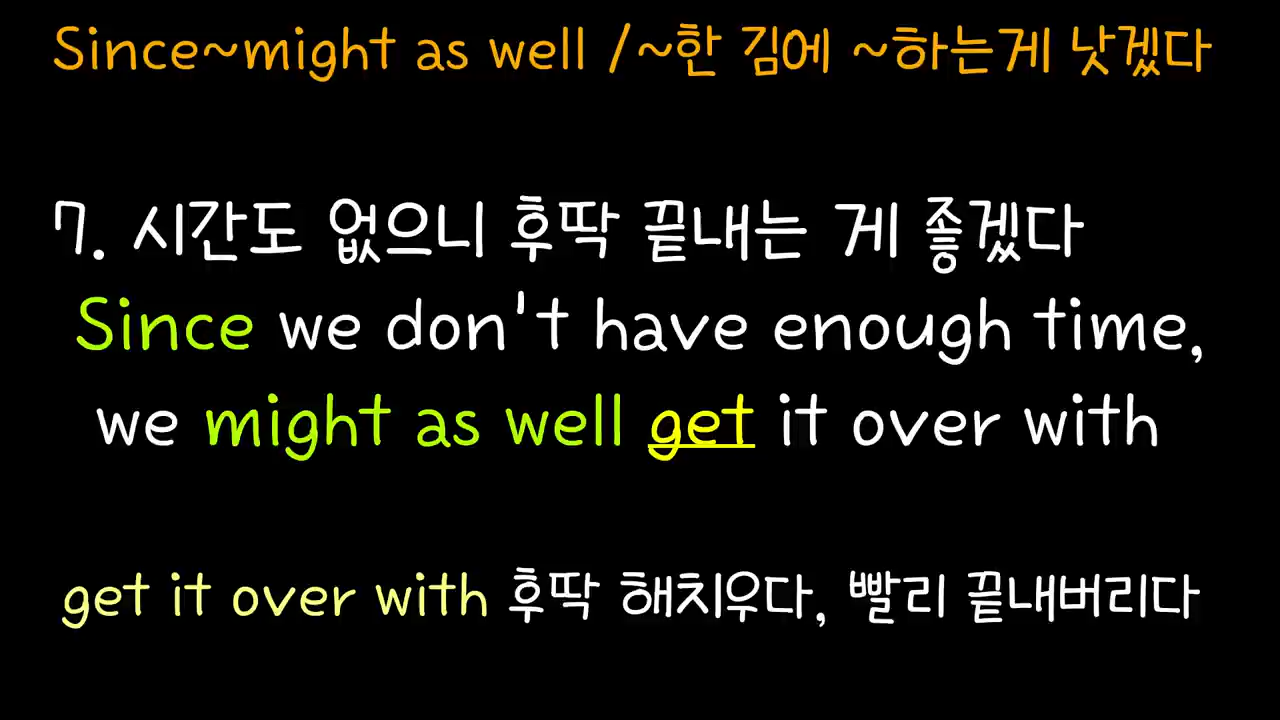 Since~might as well /~한 김에 ~하는게 낫겠다
7. 시간도 없으니 후딱 끝내는 게 좋겠다
Since we don't have enough time,
we might as well get it over with
get it over with 후딱 해치우다, 빨리 끝내버리다